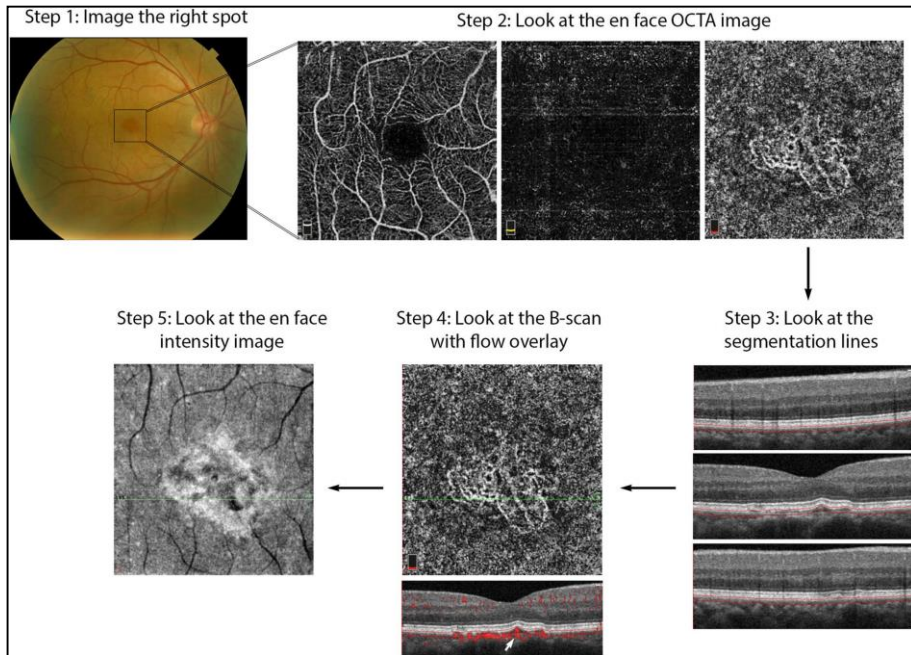 Step 1: Image the right spot
Step 2: Look at the en face OCTA image
Step 3: Look at the
segmentation lines
Step 4: Look at the B-scan
with flow overlay
Step 5: Look at the en face
intensity image